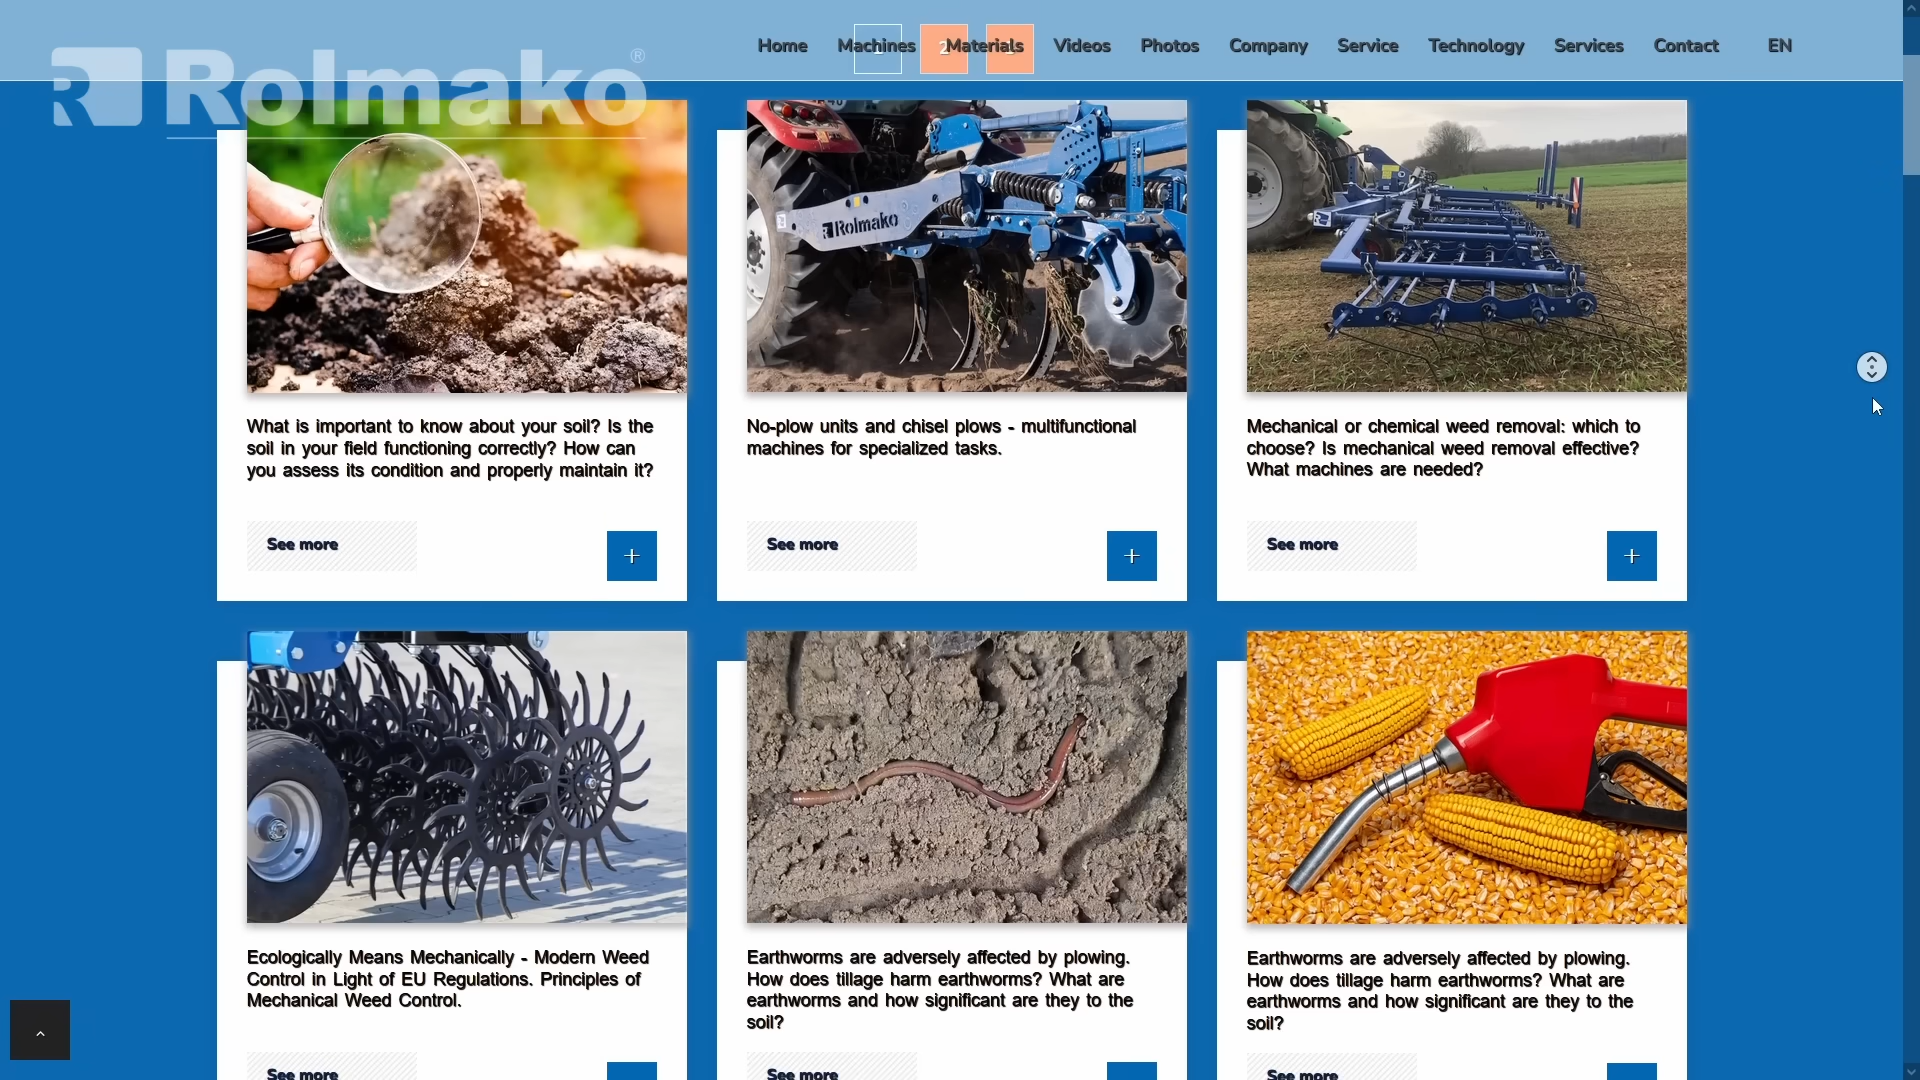 Rolmako®
Home Machines Materials Videos Photos Company Service Technology Services Contact EN
2
Rolmako
What is important to know about your soil? Is the
soil in your field functioning correctly? How can
you assess its condition and properly maintain it?
See more
+
No-plow units and chisel plows - multifunctional
machines for specialized tasks.
See more
+
Mechanical or chemical weed removal: which to
choose? Is mechanical weed removal effective?
What machines are needed?
See more
+
Ecologically Means Mechanically - Modern Weed
Control in Light of EU Regulations. Principles of
Mechanical Weed Control.
See more
Earthworms are adversely affected by plowing.
How does tillage harm earthworms? What are
earthworms and how significant are they to the
soil?
See more
Earthworms are adversely affected by plowing.
How does tillage harm earthworms? What are
earthworms and how significant are they to the
soil?
See more